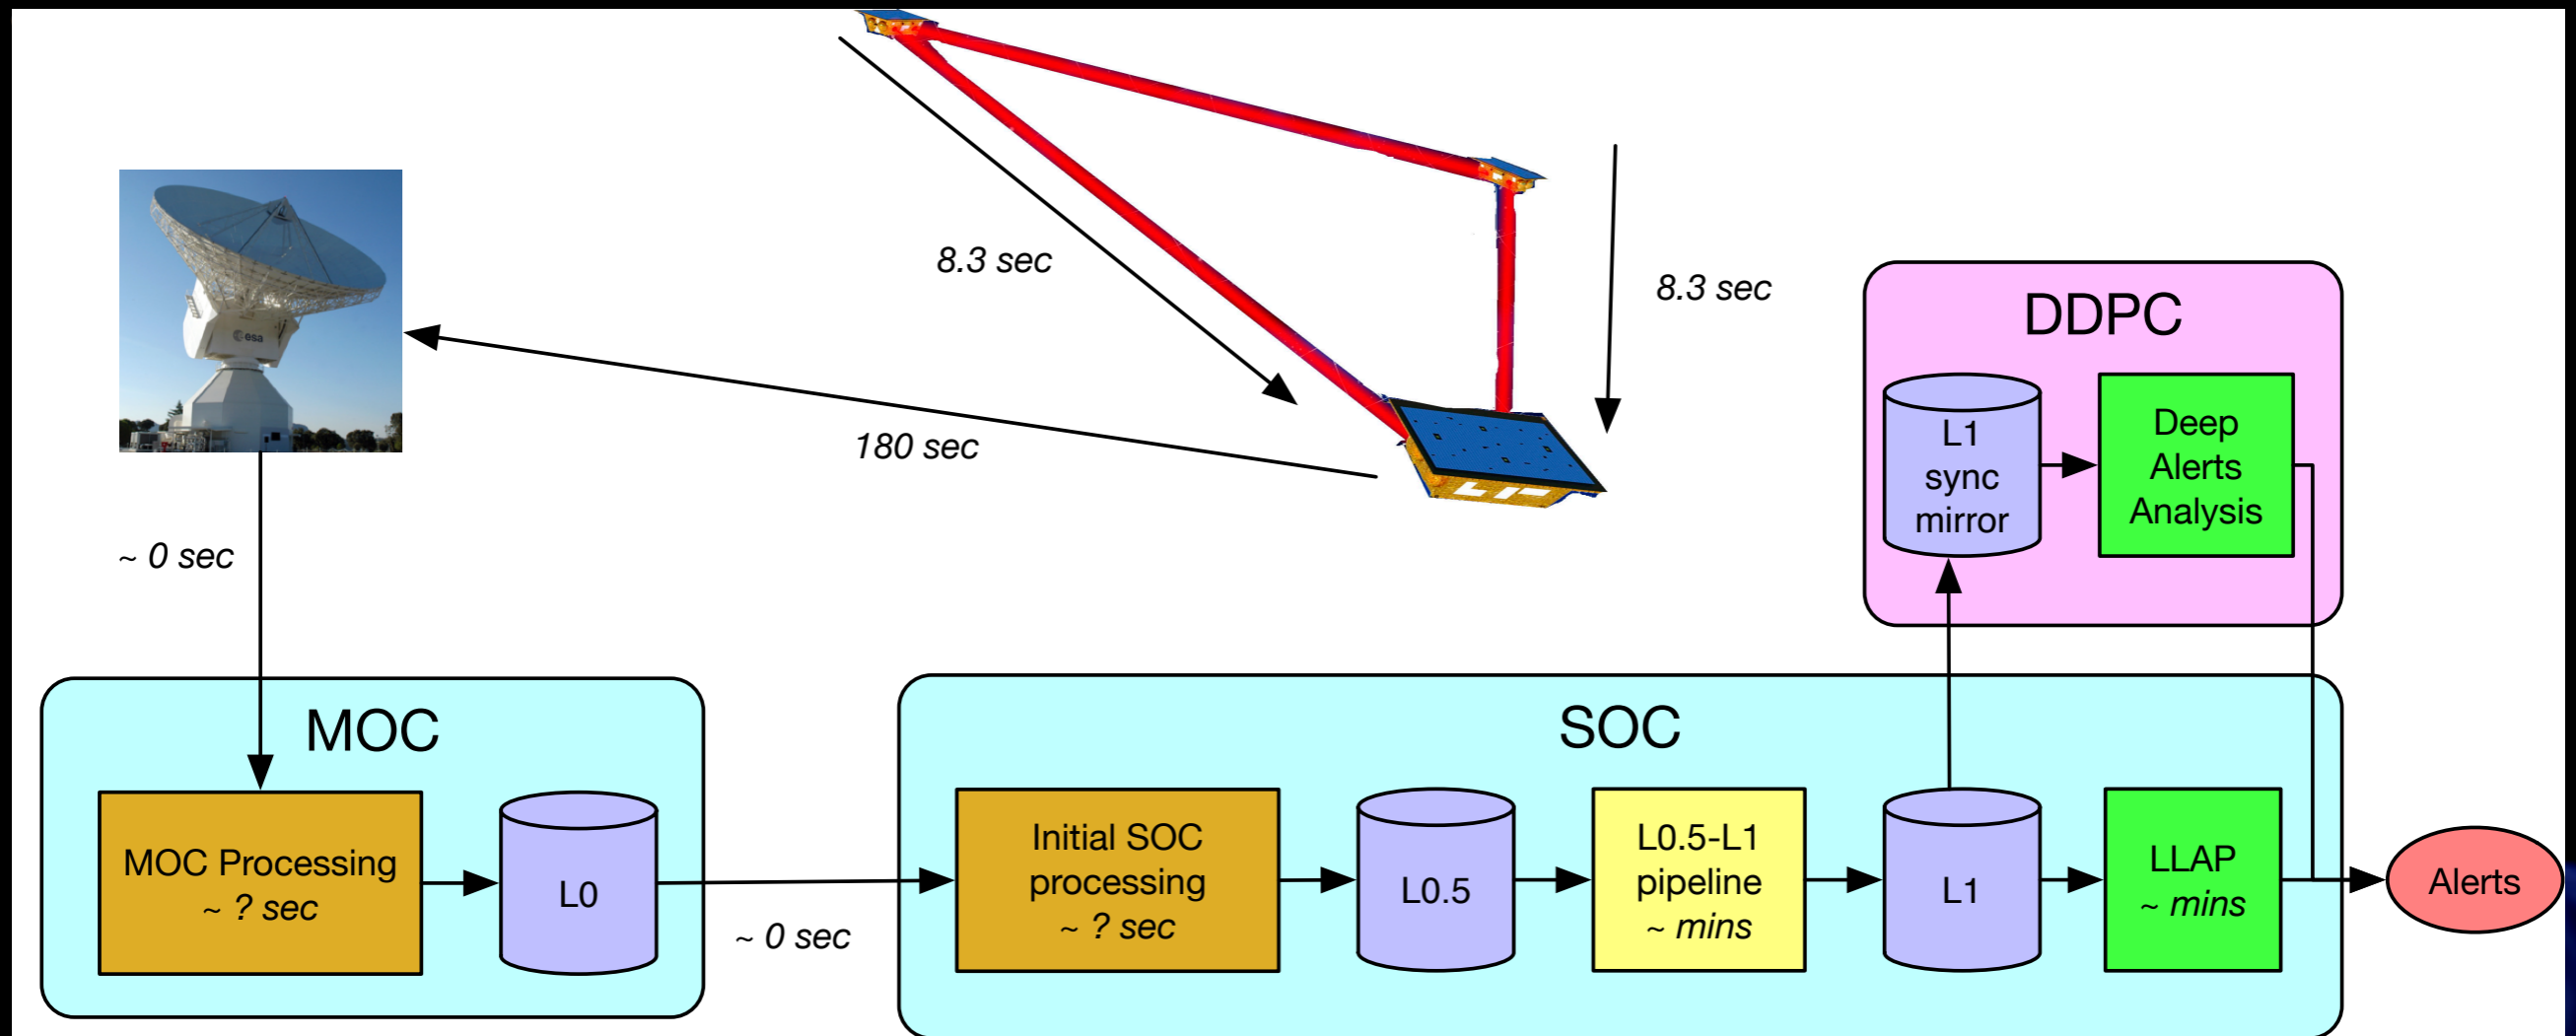 8.3 sec
8.3 sec
esa
180 sec
~ 0 sec
DDPC
L1
sync
mirror
Deep
Alerts
Analysis
MOC
MOC Processing
~ ? sec
L0
~ 0 sec
SOC
Initial SOC
processing
~ ? sec
L0.5
L0.5-L1
pipeline
~ mins
L1
LLAP
~ mins
Alerts